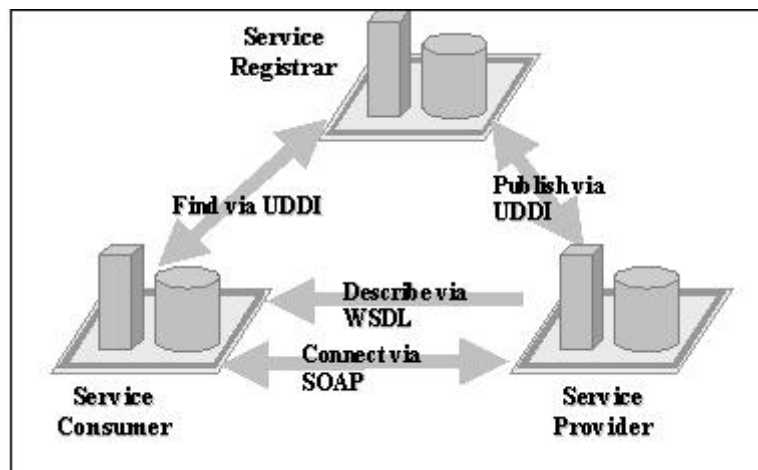 Service
Registrar
Find via UDDI
Publish via
UDDI
Describe via
WSDL
Connect via
SOAP
Service
Consumer
Service
Provider